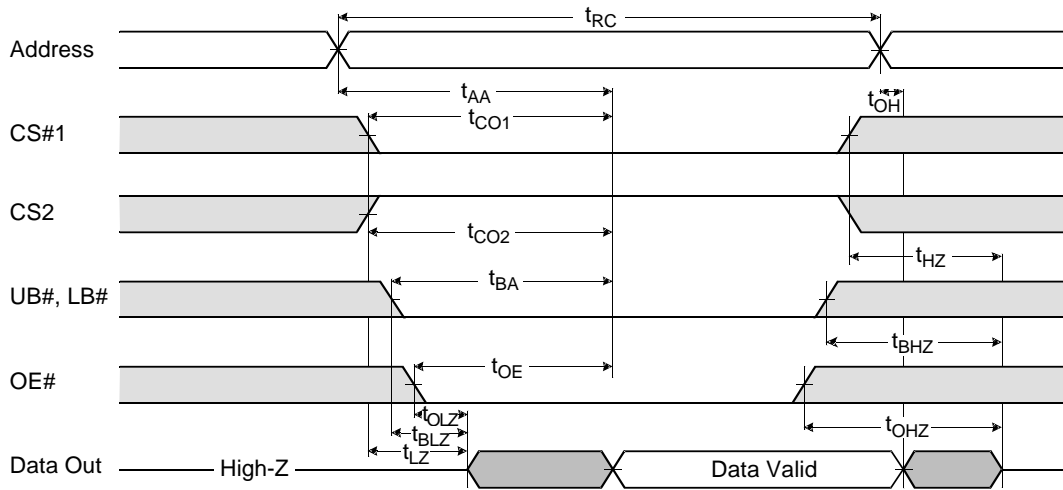 tRC
Address
tAA
tOH
CS#1
tCO1
CS2
tCO2
tHZ
UB#, LB#
tBA
tBHZ
OE#
tOE
tOLZ
tBLZ
tOHZ
tLZ
Data Out
High-Z
Data Valid